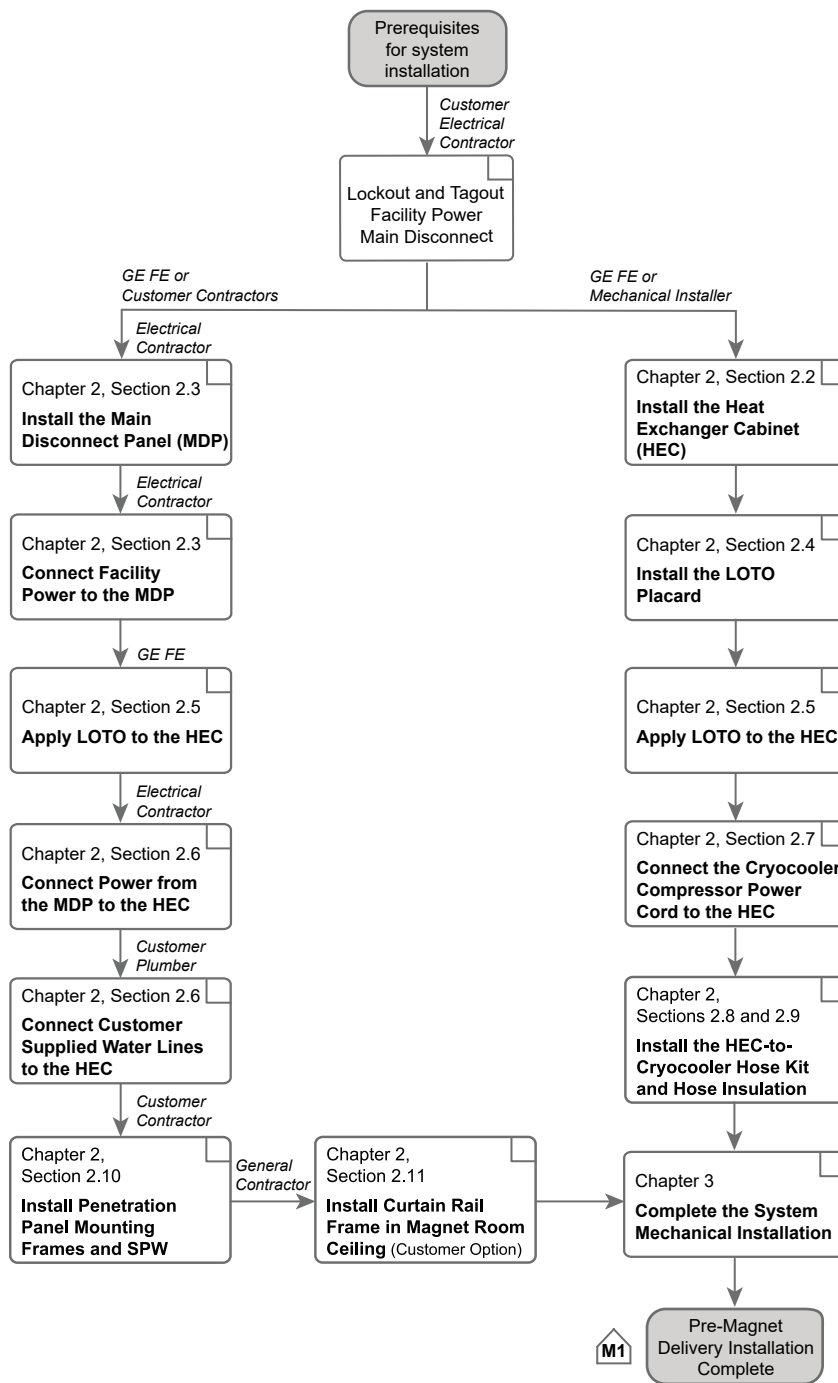 Prerequisites
for system
installation
Customer
Electrical
Contractor
Lockout and Tagout
Facility Power
Main Disconnect
GE FE or
Customer Contractors
GE FE or
Mechanical Installer
Electrical
Contractor
Chapter 2, Section 2.3
Install the Main
Disconnect Panel (MDP)
Chapter 2, Section 2.2
Install the Heat
Exchanger Cabinet
(HEC)
Electrical
Contractor
Chapter 2, Section 2.3
Connect Facility
Power to the MDP
Chapter 2, Section 2.4
Install the LOTO
Placard
GE FE
Chapter 2, Section 2.5
Apply LOTO to the HEC
Chapter 2, Section 2.5
Apply LOTO to the HEC
Electrical
Contractor
Chapter 2, Section 2.6
Connect Power from
the MDP to the HEC
Chapter 2, Section 2.7
Connect the Cryocooler
Compressor Power
Cord to the HEC
Customer
Plumber
Chapter 2, Section 2.6
Connect Customer
Supplied Water Lines
to the HEC
Chapter 2,
Sections 2.8 and 2.9
Install the HEC-to-
Cryocooler Hose Kit
and Hose Insulation
Customer
Contractor
Chapter 2,
Section 2.10
Install Penetration
Panel Mounting
Frames and SPW
General
Contractor
Chapter 2,
Section 2.11
Install Curtain Rail
Frame in Magnet Room
Ceiling (Customer Option)
Chapter 3
Complete the System
Mechanical Installation
M1
Pre-Magnet
Delivery Installation
Complete